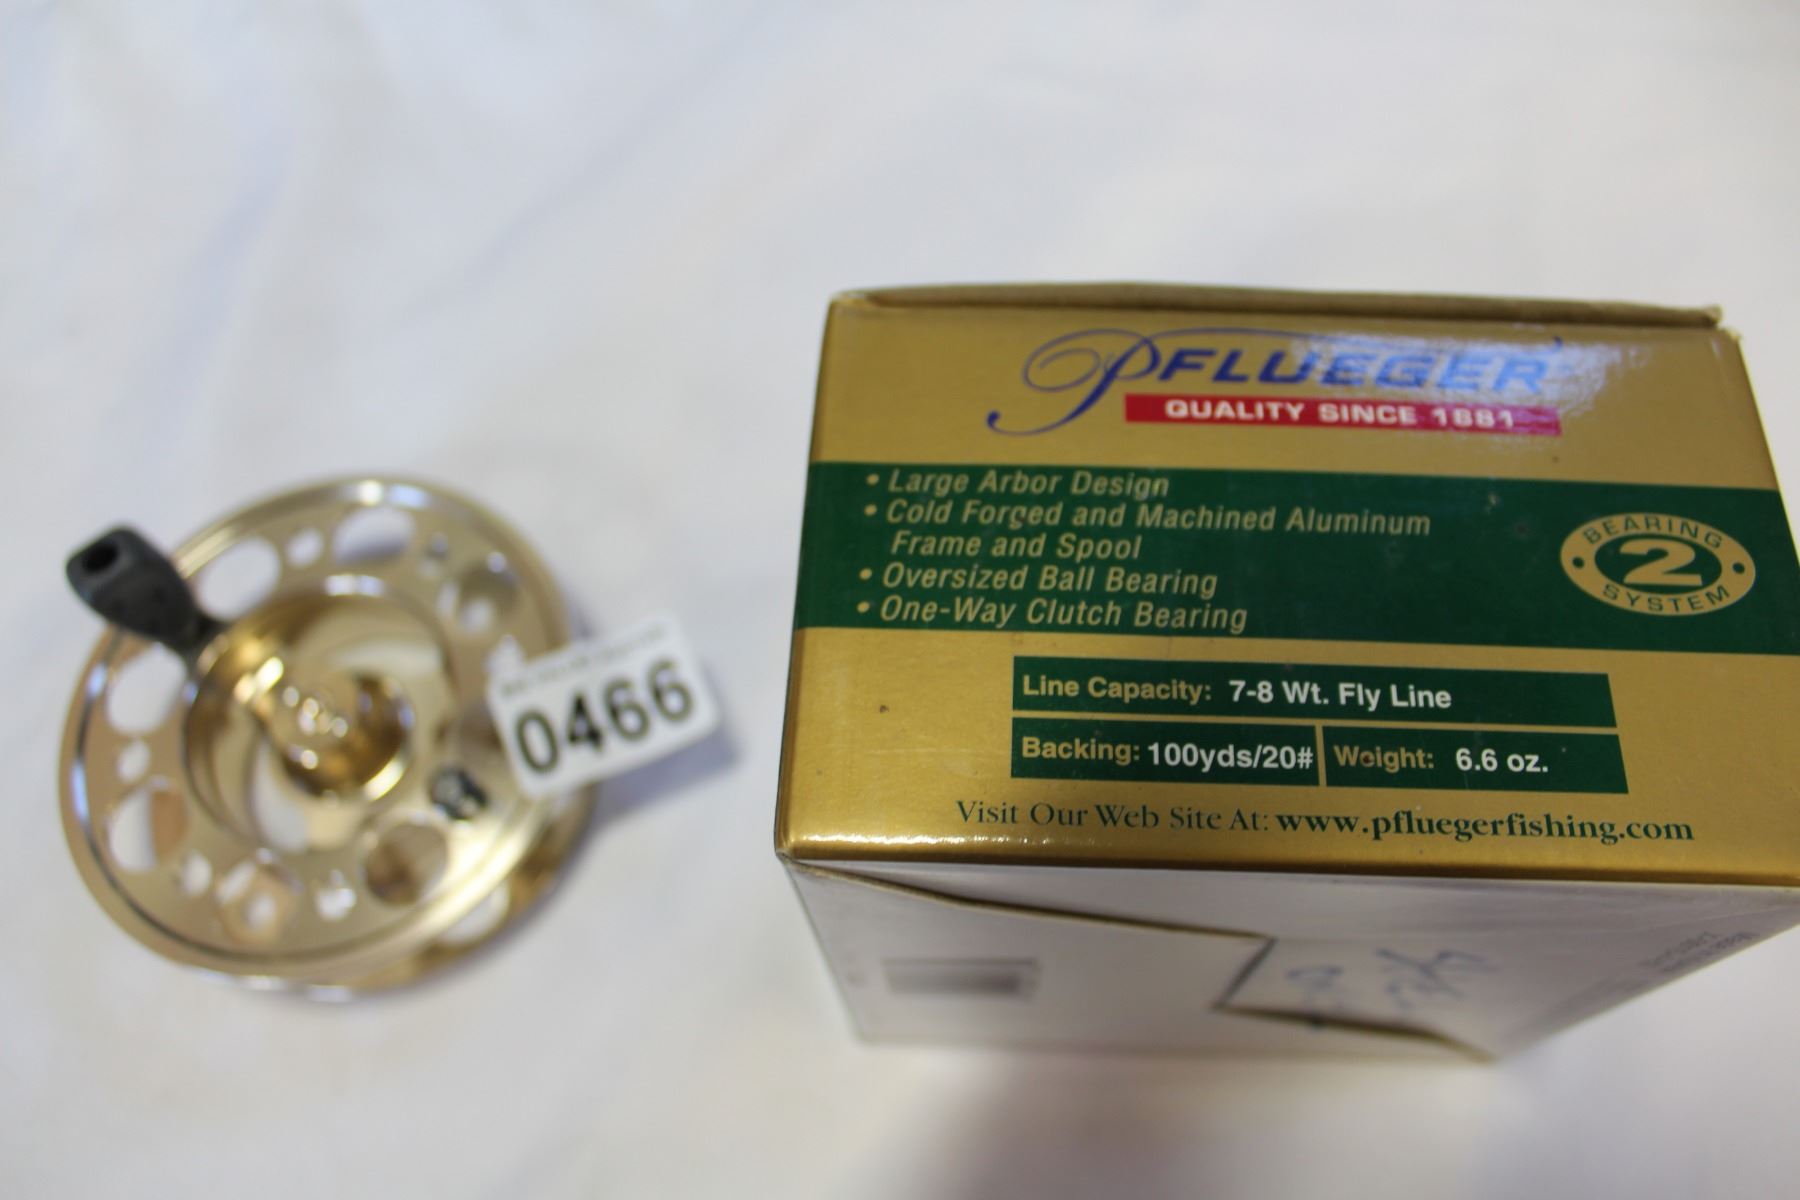 PFLUEGER
QUALITY SINCE 1881
• Large Arbor Design
• Cold Forged and Machined Aluminum
Frame and Spool
• Oversized Ball Bearing
• One-Way Clutch Bearing
BEARING
2
SYSTEM
Line Capacity: 7-8 Wt. Fly Line
Backing: 100yds/20# Weight: 6.6 oz.
Visit Our Web Site At: www.pfluegerfishing.com
0466